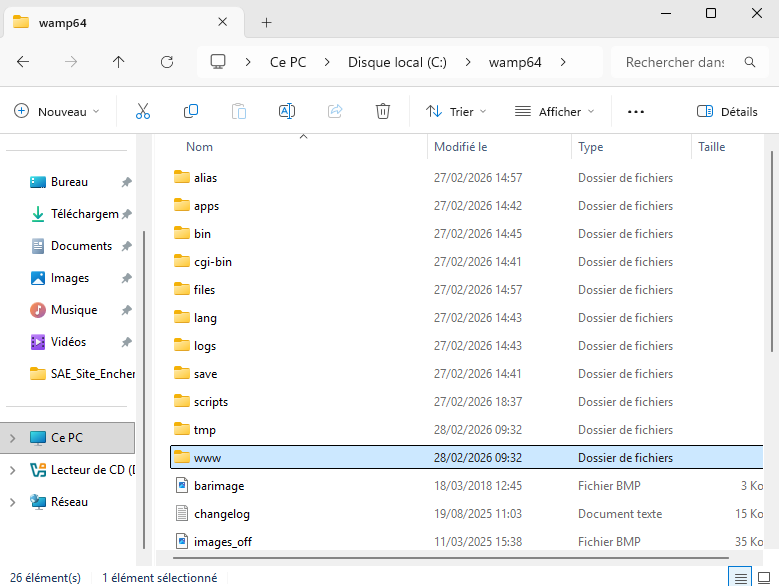 wamp64
Ce PC Disque local (C:) wamp64 Rechercher dans
Nouveau Trier Afficher Détails
Nom Modifié le Type Taille
Bureau
Téléchargem
Documents
Images
Musique
Vidéos
SAE_Site_Encher
Ce PC
Lecteur de CD (D
Réseau
alias 27/02/2026 14:57 Dossier de fichiers
apps 27/02/2026 14:42 Dossier de fichiers
bin 27/02/2026 14:45 Dossier de fichiers
cgi-bin 27/02/2026 14:41 Dossier de fichiers
files 27/02/2026 14:57 Dossier de fichiers
lang 27/02/2026 14:43 Dossier de fichiers
logs 27/02/2026 14:43 Dossier de fichiers
save 27/02/2026 14:41 Dossier de fichiers
scripts 27/02/2026 18:37 Dossier de fichiers
tmp 28/02/2026 09:32 Dossier de fichiers
www 28/02/2026 09:32 Dossier de fichiers
barimage 18/03/2018 12:45 Fichier BMP 3 Ko
changelog 19/08/2025 11:03 Document texte 15 Ko
images_off 11/03/2025 15:38 Fichier BMP 35 Ko
26 élément(s) 1 élément sélectionné